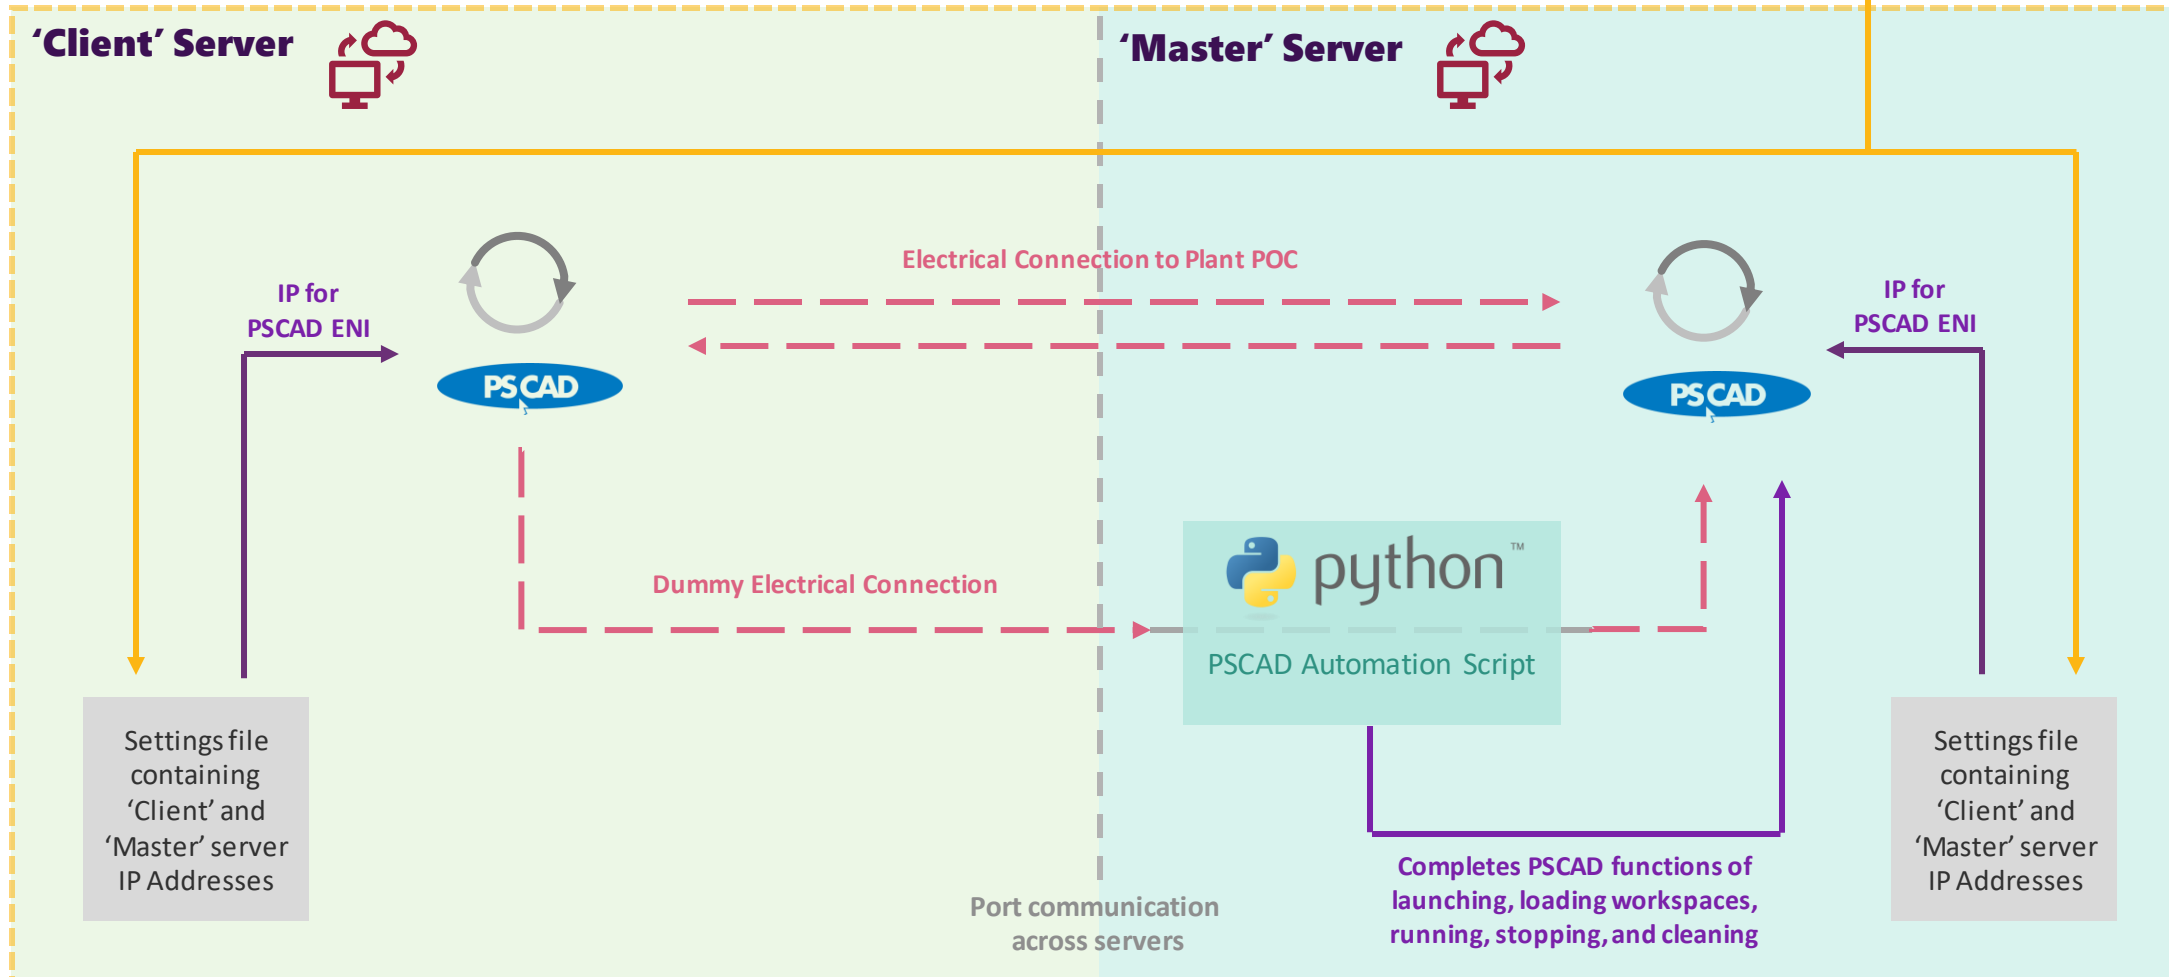 ‘Client’ Server
‘Master’ Server
Electrical Connection to Plant POC
IP for
PSCAD ENI
IP for
PSCAD ENI
PSCAD
PSCAD
python™
Dummy Electrical Connection
PSCAD Automation Script
Settings file
containing
‘Client’ and
‘Master’ server
IP Addresses
Settings file
containing
‘Client’ and
‘Master’ server
IP Addresses
Completes PSCAD functions of
launching, loading workspaces,
running, stopping, and cleaning
Port communication
across servers